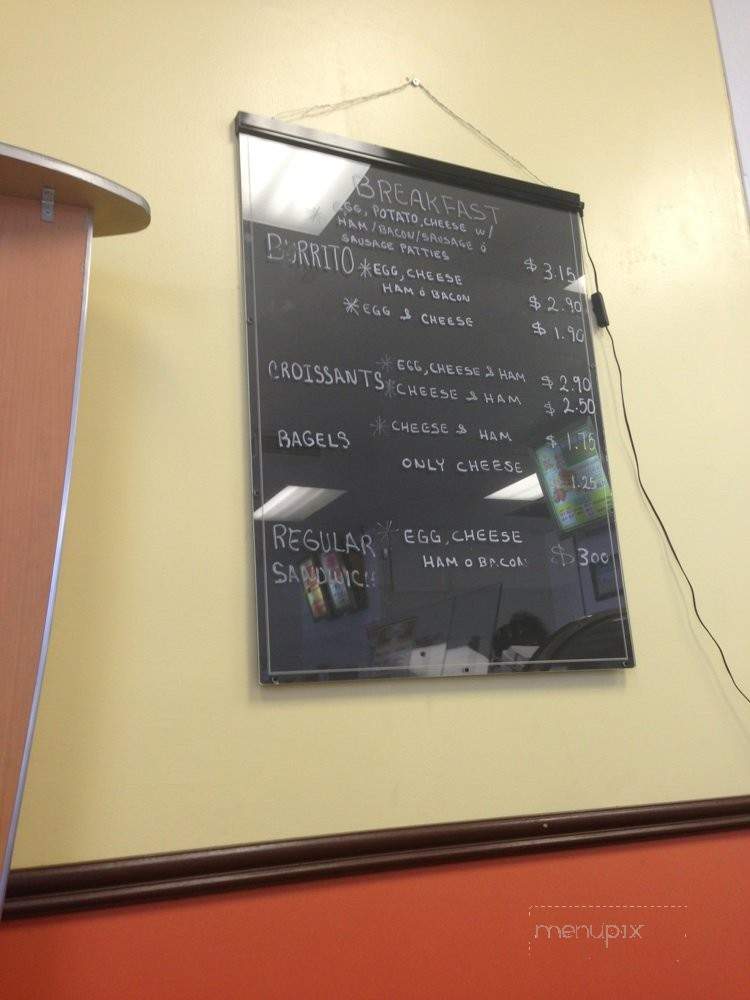 BREAKFAST
* EGG, POTATO, CHEESE W/
HAM/BACON/SAUSAGE Ó
SAUSAGE PATTIES $3.15
BURRITO *EGG, CHEESE
HAM Ó BACON $2.90
*EGG & CHEESE $1.90
CROISSANTS * EGG, CHEESE & HAM $2.90
* CHEESE & HAM $2.50
BAGELS * CHEESE & HAM $1.75
ONLY CHEESE 1.25
REGULAR * EGG, CHEESE
SANDWICH HAM O BACON $300
menupix